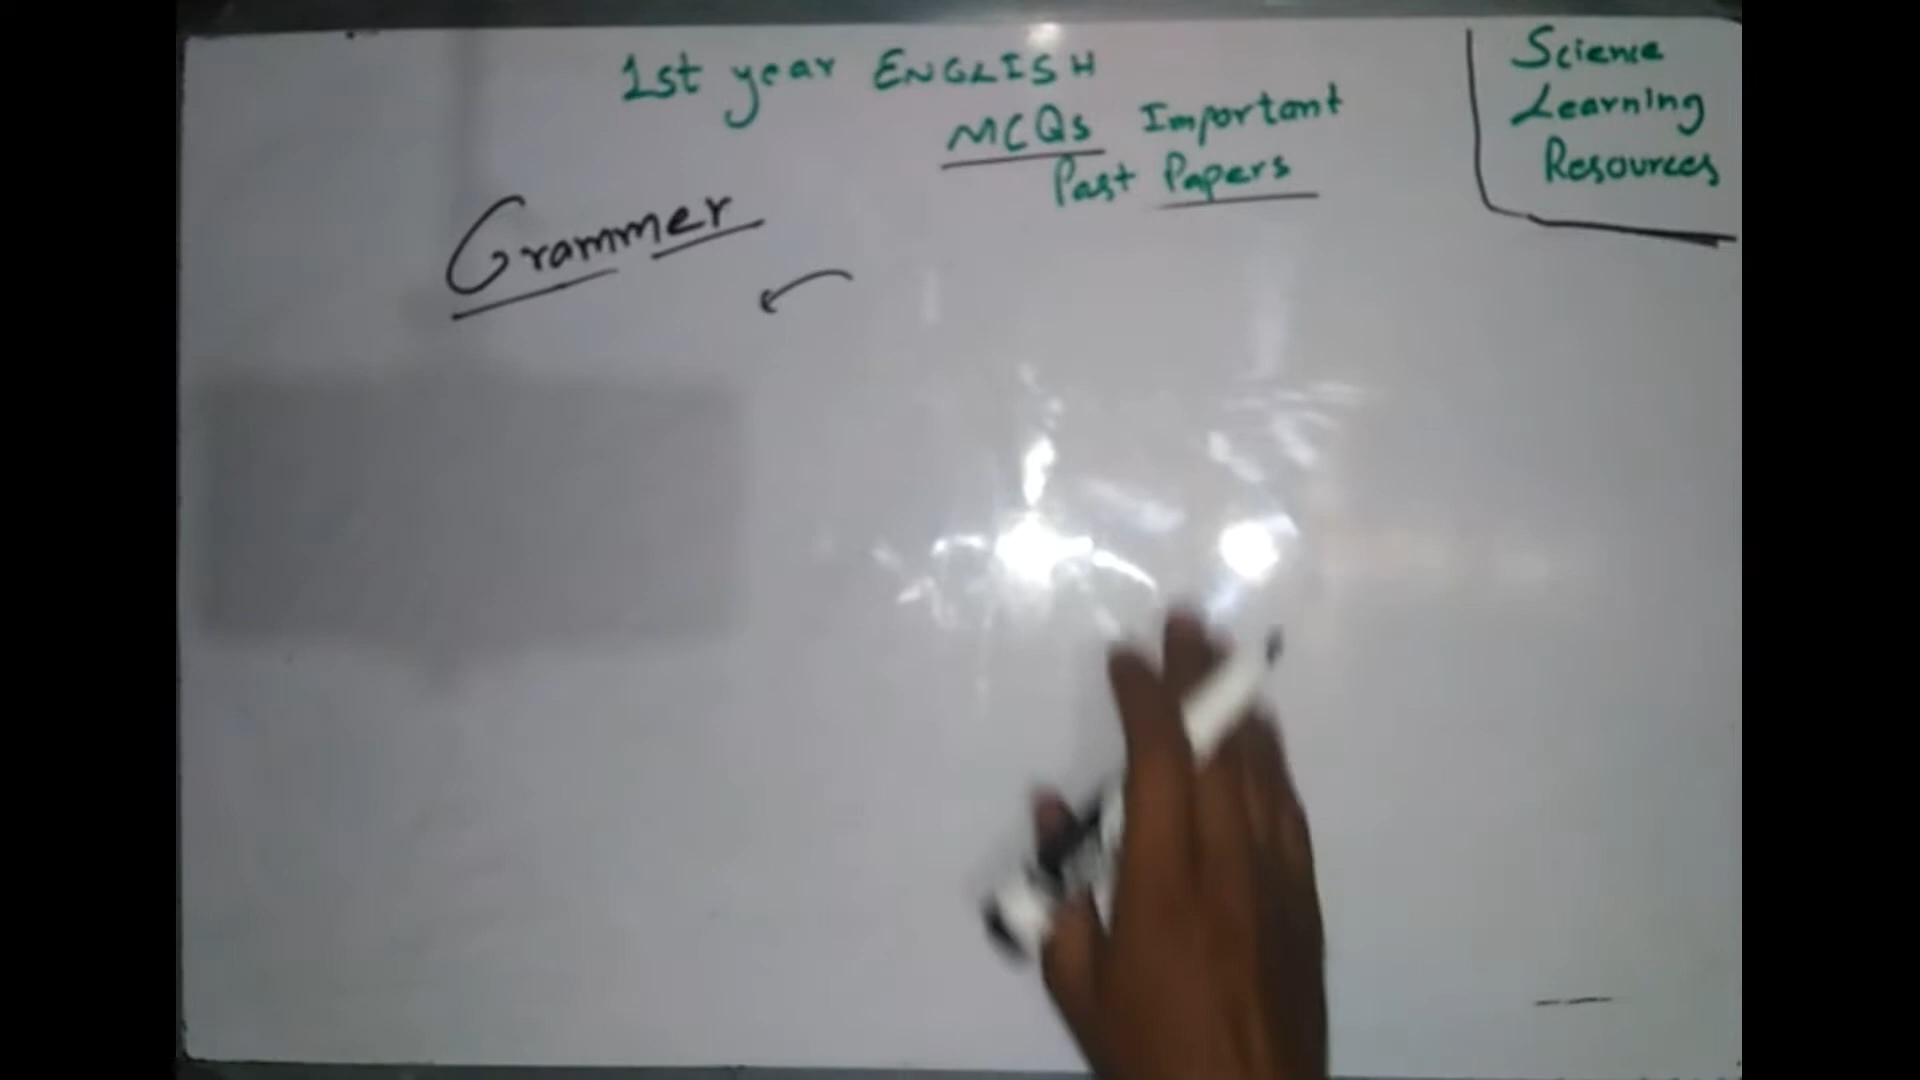 1st year ENGLISH
MCQs Important
Past Papers
Science
Learning
Resources
Grammer